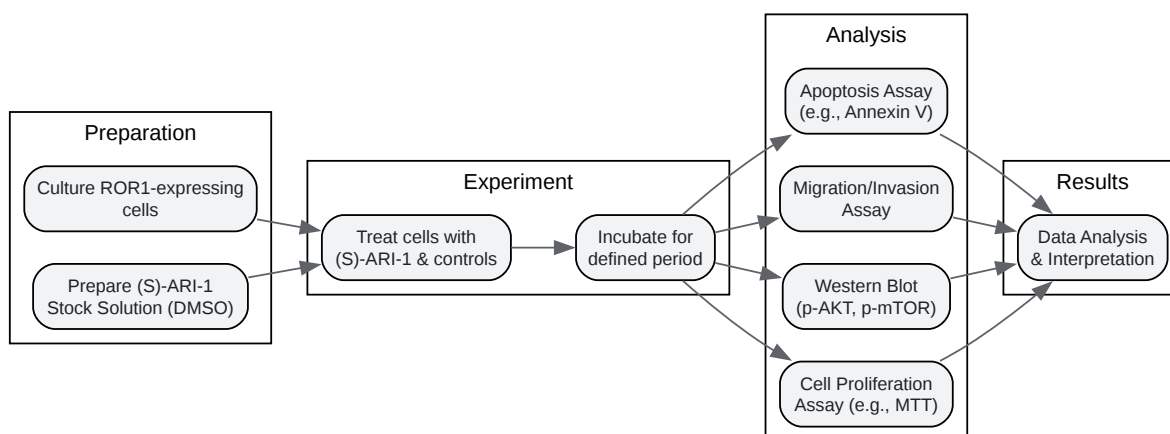 Preparation
Culture ROR1-expressing
cells
Prepare (S)-ARI-1
Stock Solution (DMSO)
Experiment
Treat cells with
(S)-ARI-1 & controls
Incubate for
defined period
Analysis
Apoptosis Assay
(e.g., Annexin V)
Migration/Invasion
Assay
Western Blot
(p-AKT, p-mTOR)
Cell Proliferation
Assay (e.g., MTT)
Results
Data Analysis
& Interpretation